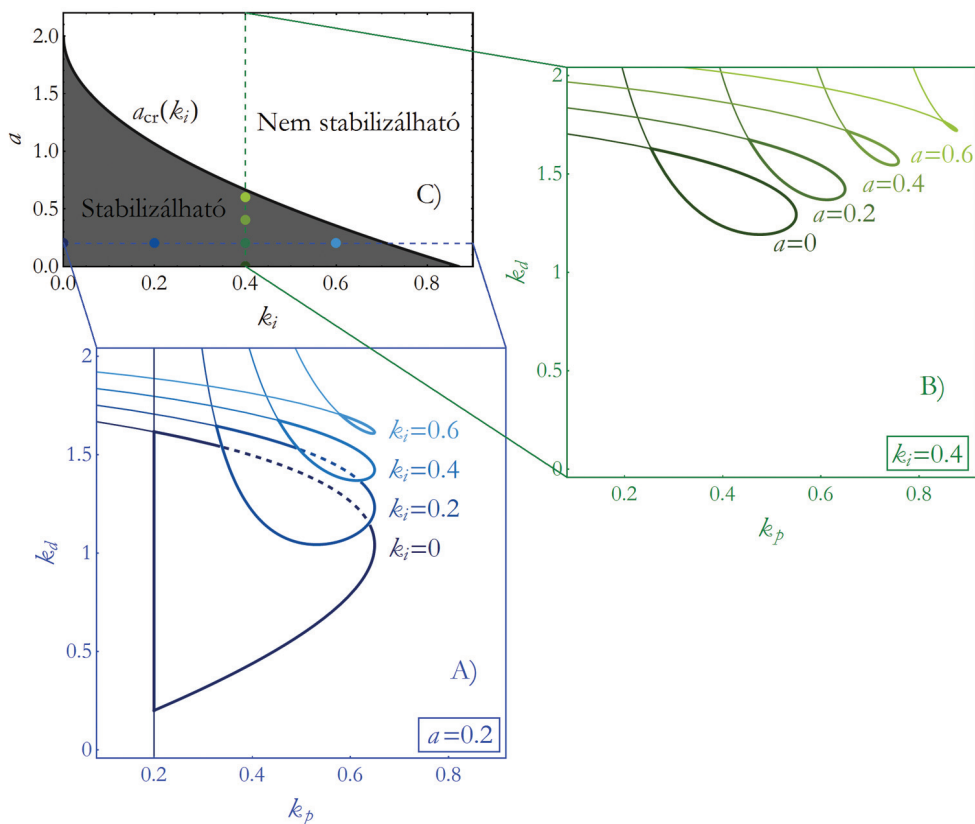 2.0
1.5
1.0
0.5
0.0
a
a_cr(k_i)
Nem stabilizálható
Stabilizálható
C)
0.0 0.2 0.4 0.6 0.8
k_i
2
1.5
1
0.5
0
k_d
a=0.6
a=0.4
a=0.2
a=0
B)
k_i=0.4
0.2 0.4 0.6 0.8
k_p
2
1.5
1
0.5
0
k_d
k_i=0.6
k_i=0.4
k_i=0.2
k_i=0
A)
a=0.2
0.2 0.4 0.6 0.8
k_p